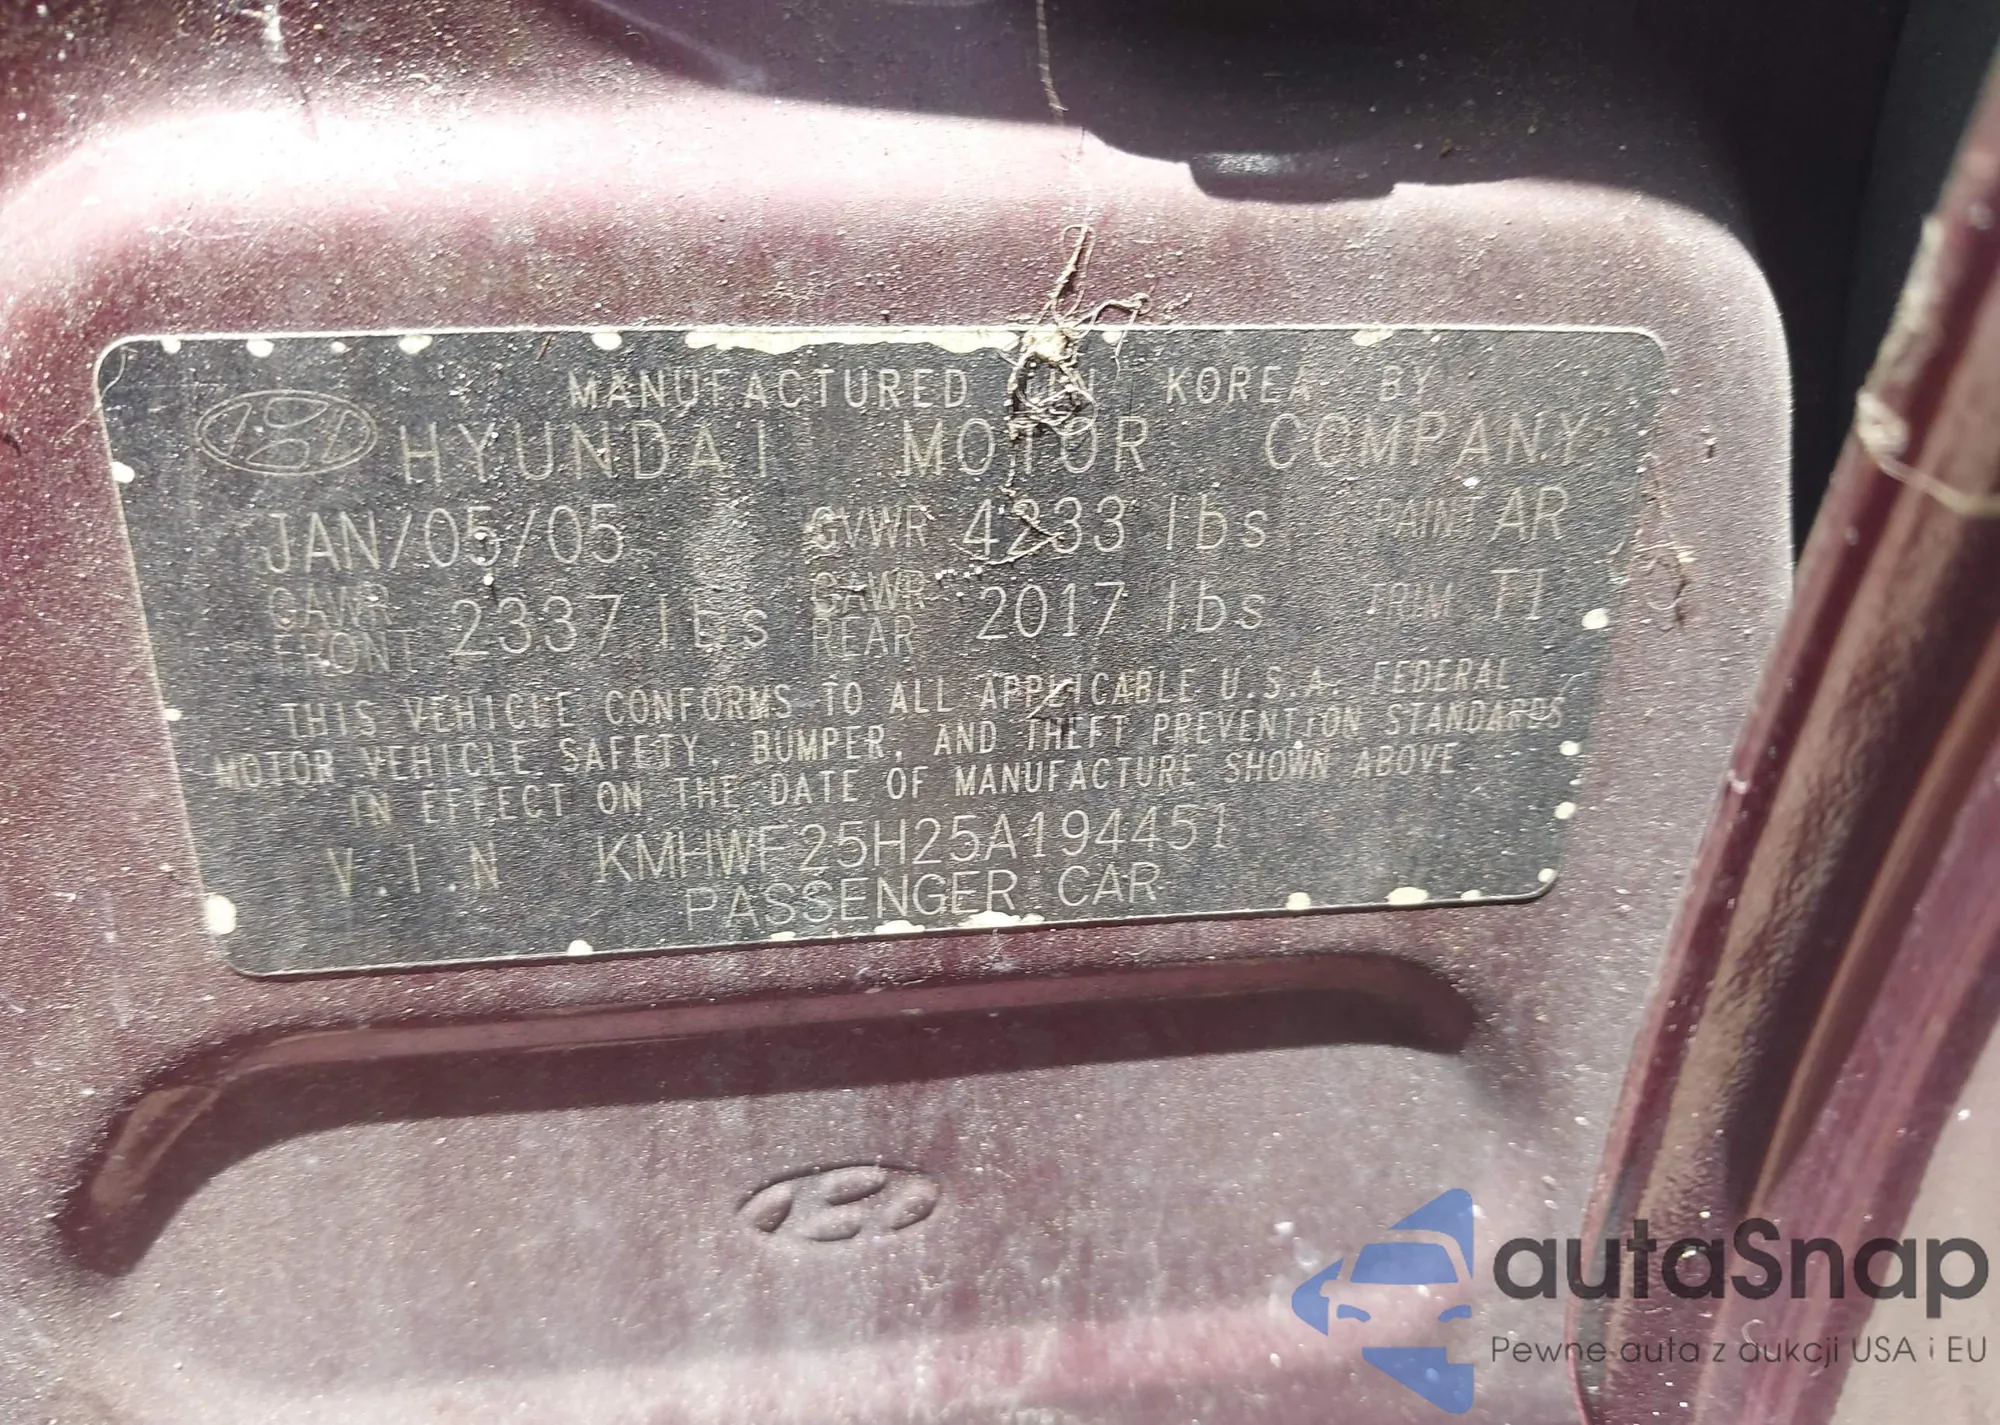 MANUFACTURED IN KOREA BY
HYUNDAI MOTOR COMPANY
JAN/05/05 GVWR 4233 lbs PAINT AR
GAWR FRONT 2337 lbs GAWR REAR 2017 lbs TRIM TI
THIS VEHICLE CONFORMS TO ALL APPLICABLE U.S.A. FEDERAL
MOTOR VEHICLE SAFETY, BUMPER, AND THEFT PREVENTION STANDARDS
IN EFFECT ON THE DATE OF MANUFACTURE SHOWN ABOVE
V.I.N KMHWF25H25A194451
PASSENGER CAR
autaSnap
Pewne auta z aukcji USA i EU